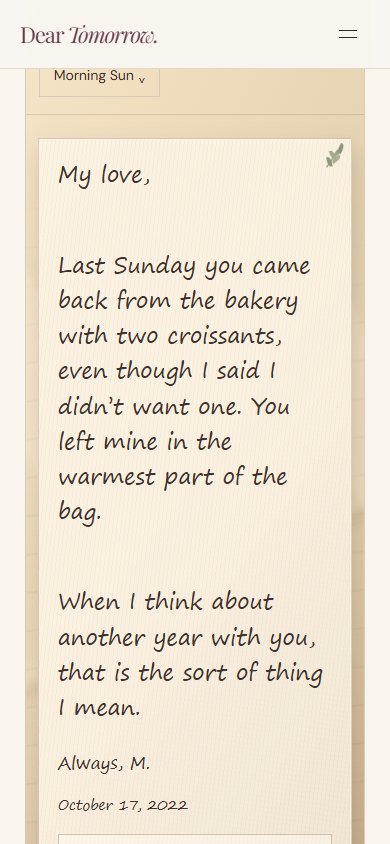 Dear Tomorrow.
Morning Sun
My love,
Last Sunday you came
back from the bakery
with two croissants,
even though I said I
didn't want one. You
left mine in the
warmest part of the
bag.
When I think about
another year with you,
that is the sort of thing
I mean.
Always, M.
October 17, 2022